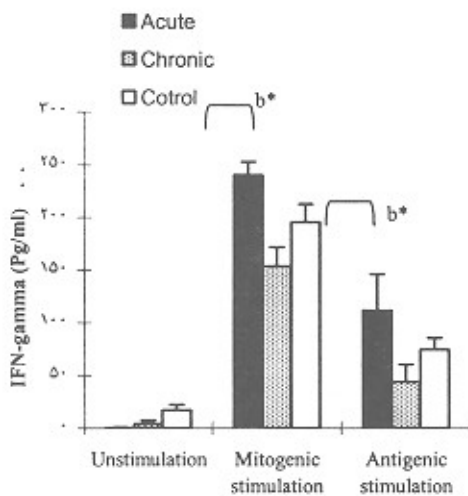 Acute
Chronic
Cotrol
b*
b*
IFN-gamma (Pg/ml)
۳۰۰
۲۵۰
۲۰۰
۱۵۰
۱۰۰
۵۰
۰
Unstimulation
Mitogenic stimulation
Antigenic stimulation